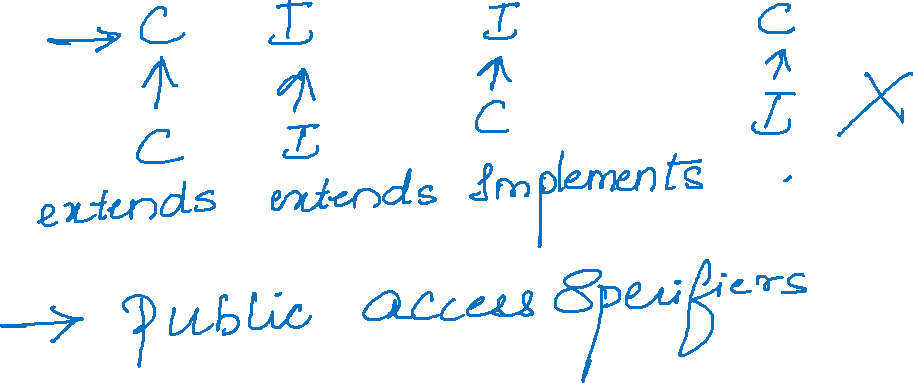 → C I I C
↑ ↑ ↑ ↑
C I C I X
extends extends Implements .
→ Public access Specifiers